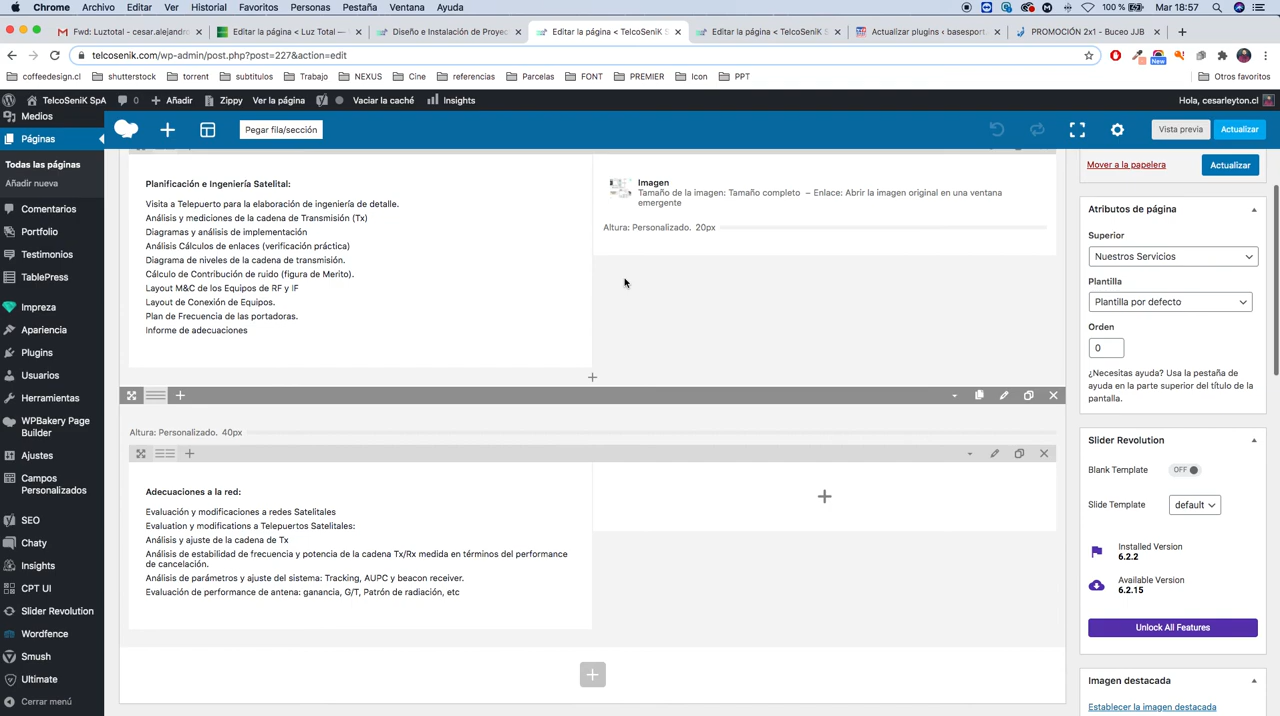 Chrome Archivo Editar Ver Historial Favoritos Personas Pestaña Ventana Ayuda 100 % Mar 18:57
Fwd: Luztotal - cesar.alejandro
Editar la página < Luz Total —
Diseño e Instalación de Proyec
Editar la página < TelcoSeniK
Editar la página < TelcoSeniK
Actualizar plugins ‹ basesport
PROMOCIÓN 2x1 - Buceo JJB
telcosenik.com/wp-admin/post.php?post=227&action=edit
New
coffeedesign.cl shutterstock torrent subtitulos Trabajo NEXUS Cine referencias Parcelas FONT PREMIER Icon PPT Otros favoritos
TelcoSeniK SpA 0 Añadir Zippy Ver la página Vaciar la caché Insights Hola, cesarleyton.cl
Medios
Páginas
Todas las páginas
Añadir nueva
Comentarios
Portfolio
Testimonios
TablePress
Impreza
Apariencia
Plugins
Usuarios
Herramientas
WPBakery Page
Builder
Ajustes
Campos
Personalizados
SEO
Chaty
Insights
CPT UI
Slider Revolution
Wordfence
Smush
Ultimate
Cerrar menú
Pegar fila/sección
Vista previa
Actualizar
Planificación e Ingeniería Satelital:
Visita a Telepuerto para la elaboración de ingeniería de detalle.
Análisis y mediciones de la cadena de Transmisión (Tx)
Diagramas y análisis de implementación
Análisis Cálculos de enlaces (verificación práctica)
Diagrama de niveles de la cadena de transmisión.
Cálculo de Contribución de ruido (figura de Merito).
Layout M&C de los Equipos de RF y IF
Layout de Conexión de Equipos.
Plan de Frecuencia de las portadoras.
Informe de adecuaciones
Imagen
Tamaño de la imagen: Tamaño completo – Enlace: Abrir la imagen original en una ventana
emergente
Altura: Personalizado. 20px
Altura: Personalizado. 40px
Adecuaciones a la red:
Evaluación y modificaciones a redes Satelitales
Evaluation y modifications a Telepuertos Satelitales:
Análisis y ajuste de la cadena de Tx
Análisis de estabilidad de frecuencia y potencia de la cadena Tx/Rx medida en términos del performance
de cancelación.
Análisis de parámetros y ajuste del sistema: Tracking, AUPC y beacon receiver.
Evaluación de performance de antena: ganancia, G/T, Patrón de radiación, etc
Mover a la papelera
Actualizar
Atributos de página
Superior
Nuestros Servicios
Plantilla
Plantilla por defecto
Orden
0
¿Necesitas ayuda? Usa la pestaña de
ayuda en la parte superior del título de la
pantalla.
Slider Revolution
Blank Template OFF
Slide Template default
Installed Version
6.2.2
Available Version
6.2.15
Unlock All Features
Imagen destacada
Establecer la imagen destacada